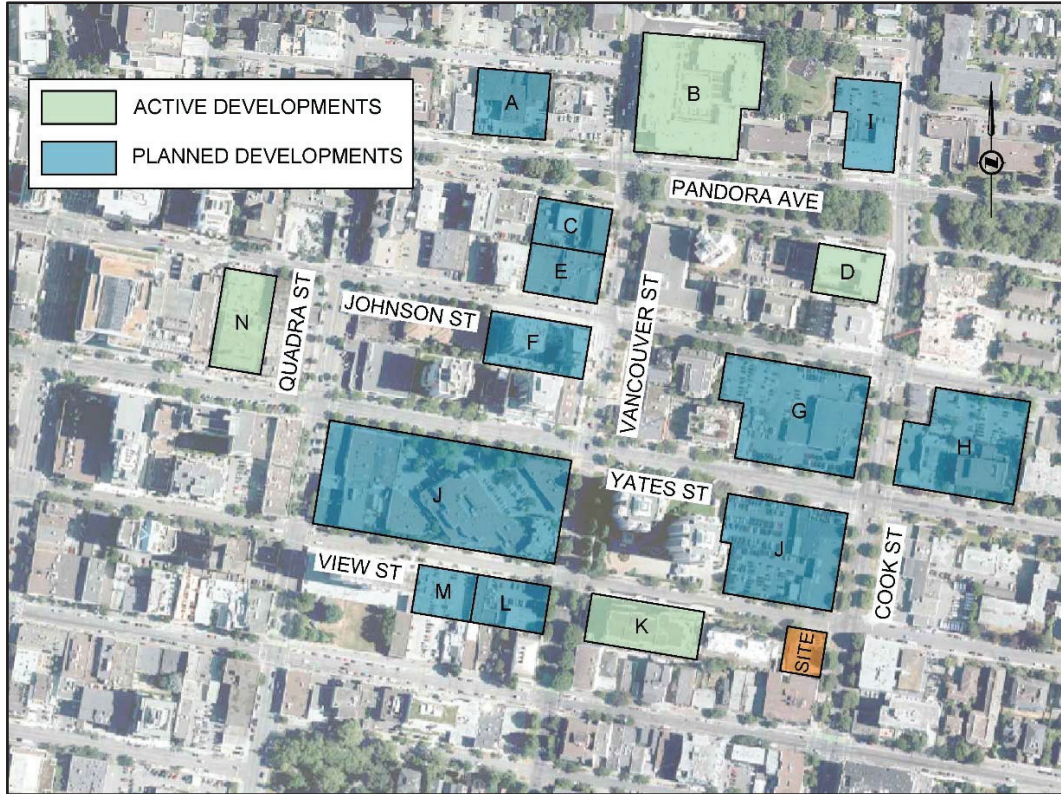 ACTIVE DEVELOPMENTS
PLANNED DEVELOPMENTS
A
B
I
PANDORA AVE
C
E
D
N
QUADRA ST
JOHNSON ST
F
VANCOUVER ST
G
H
J
YATES ST
J
COOK ST
VIEW ST
M
L
K
SITE